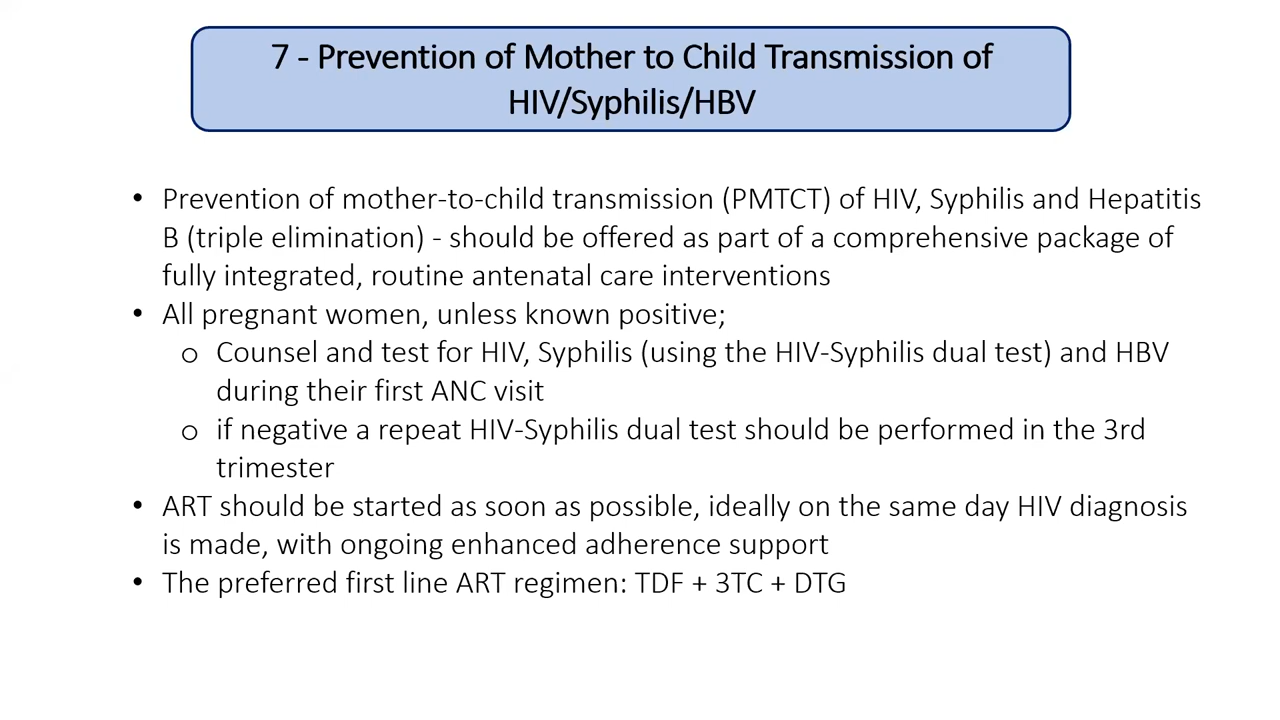 7 - Prevention of Mother to Child Transmission of
HIV/Syphilis/HBV
• Prevention of mother-to-child transmission (PMTCT) of HIV, Syphilis and Hepatitis
B (triple elimination) - should be offered as part of a comprehensive package of
fully integrated, routine antenatal care interventions
• All pregnant women, unless known positive;
o Counsel and test for HIV, Syphilis (using the HIV-Syphilis dual test) and HBV
during their first ANC visit
o if negative a repeat HIV-Syphilis dual test should be performed in the 3rd
trimester
• ART should be started as soon as possible, ideally on the same day HIV diagnosis
is made, with ongoing enhanced adherence support
• The preferred first line ART regimen: TDF + 3TC + DTG